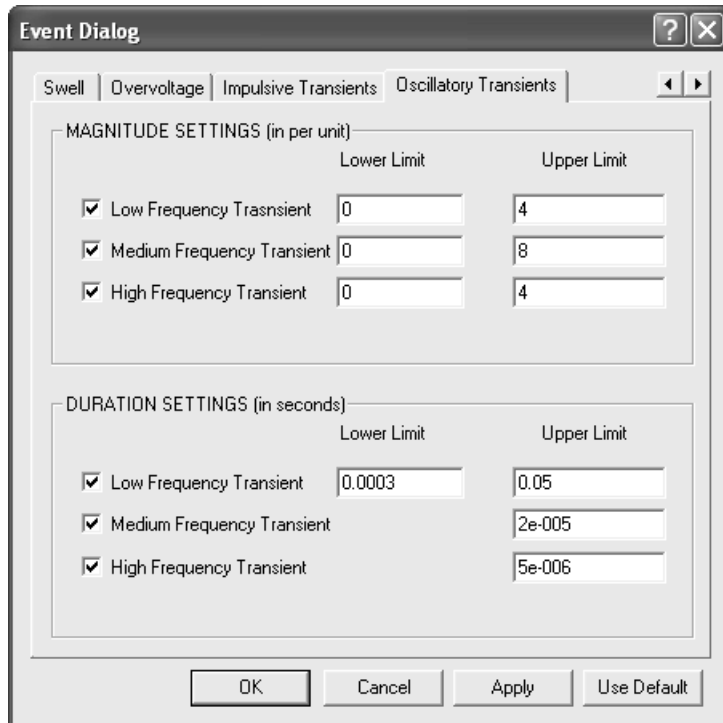 Event Dialog
Swell Overvoltage Impulsive Transients Oscillatory Transients
MAGNITUDE SETTINGS (in per unit)
Lower Limit Upper Limit
Low Frequency Trasnsient 0 4
Medium Frequency Transient 0 8
High Frequency Transient 0 4
DURATION SETTINGS (in seconds)
Lower Limit Upper Limit
Low Frequency Transient 0.0003 0.05
Medium Frequency Transient 2e-005
High Frequency Transient 5e-006
OK Cancel Apply Use Default